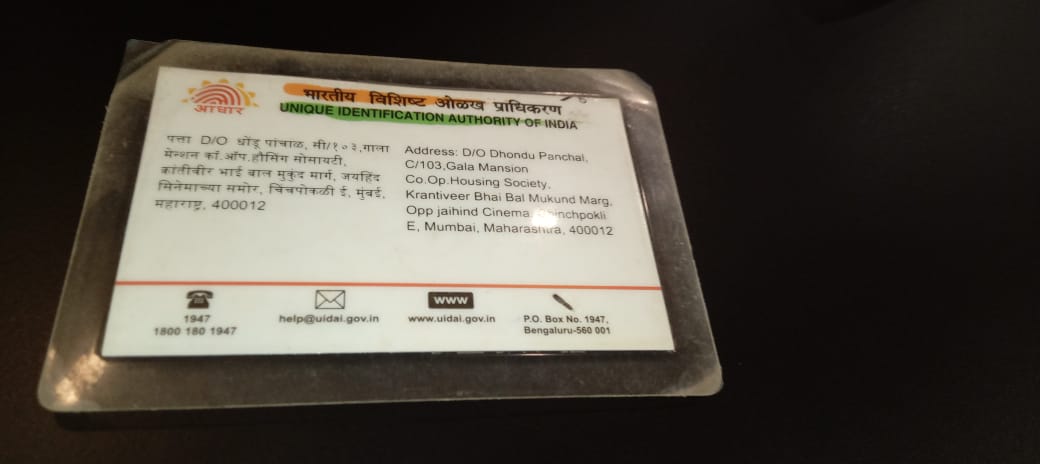 आधार
भारतीय विशिष्ट ओळख प्राधिकरण
UNIQUE IDENTIFICATION AUTHORITY OF INDIA
पत्ता D/O धोंडू पांचाळ, सी/१०३,गाला
मेन्शन कॉ.ऑप.हौसिंग सोसायटी,
क्रांतीवीर भाई बाल मुकुंद मार्ग, जयहिंद
सिनेमाच्या समोर, चिंचपोकळी ई, मुंबई,
महाराष्ट्र, 400012
Address: D/O Dhondu Panchal,
C/103,Gala Mansion
Co.Op.Housing Society,
Krantiveer Bhai Bal Mukund Marg,
Opp jaihind Cinema,
E, Mumbai, Maharashtra, 400012
1947
1800 180 1947
help@uidai.gov.in
www
www.uidai.gov.in
P.O. Box No. 1947,
Bengaluru-560 001